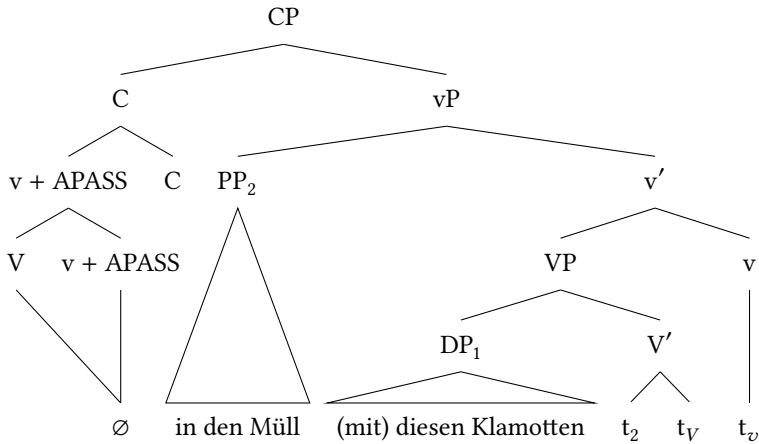 CP
C vP
v + APASS C PP₂ v′
V v + APASS VP v
DP₁ V′
∅ in den Müll (mit) diesen Klamotten t₂ t_V t_v